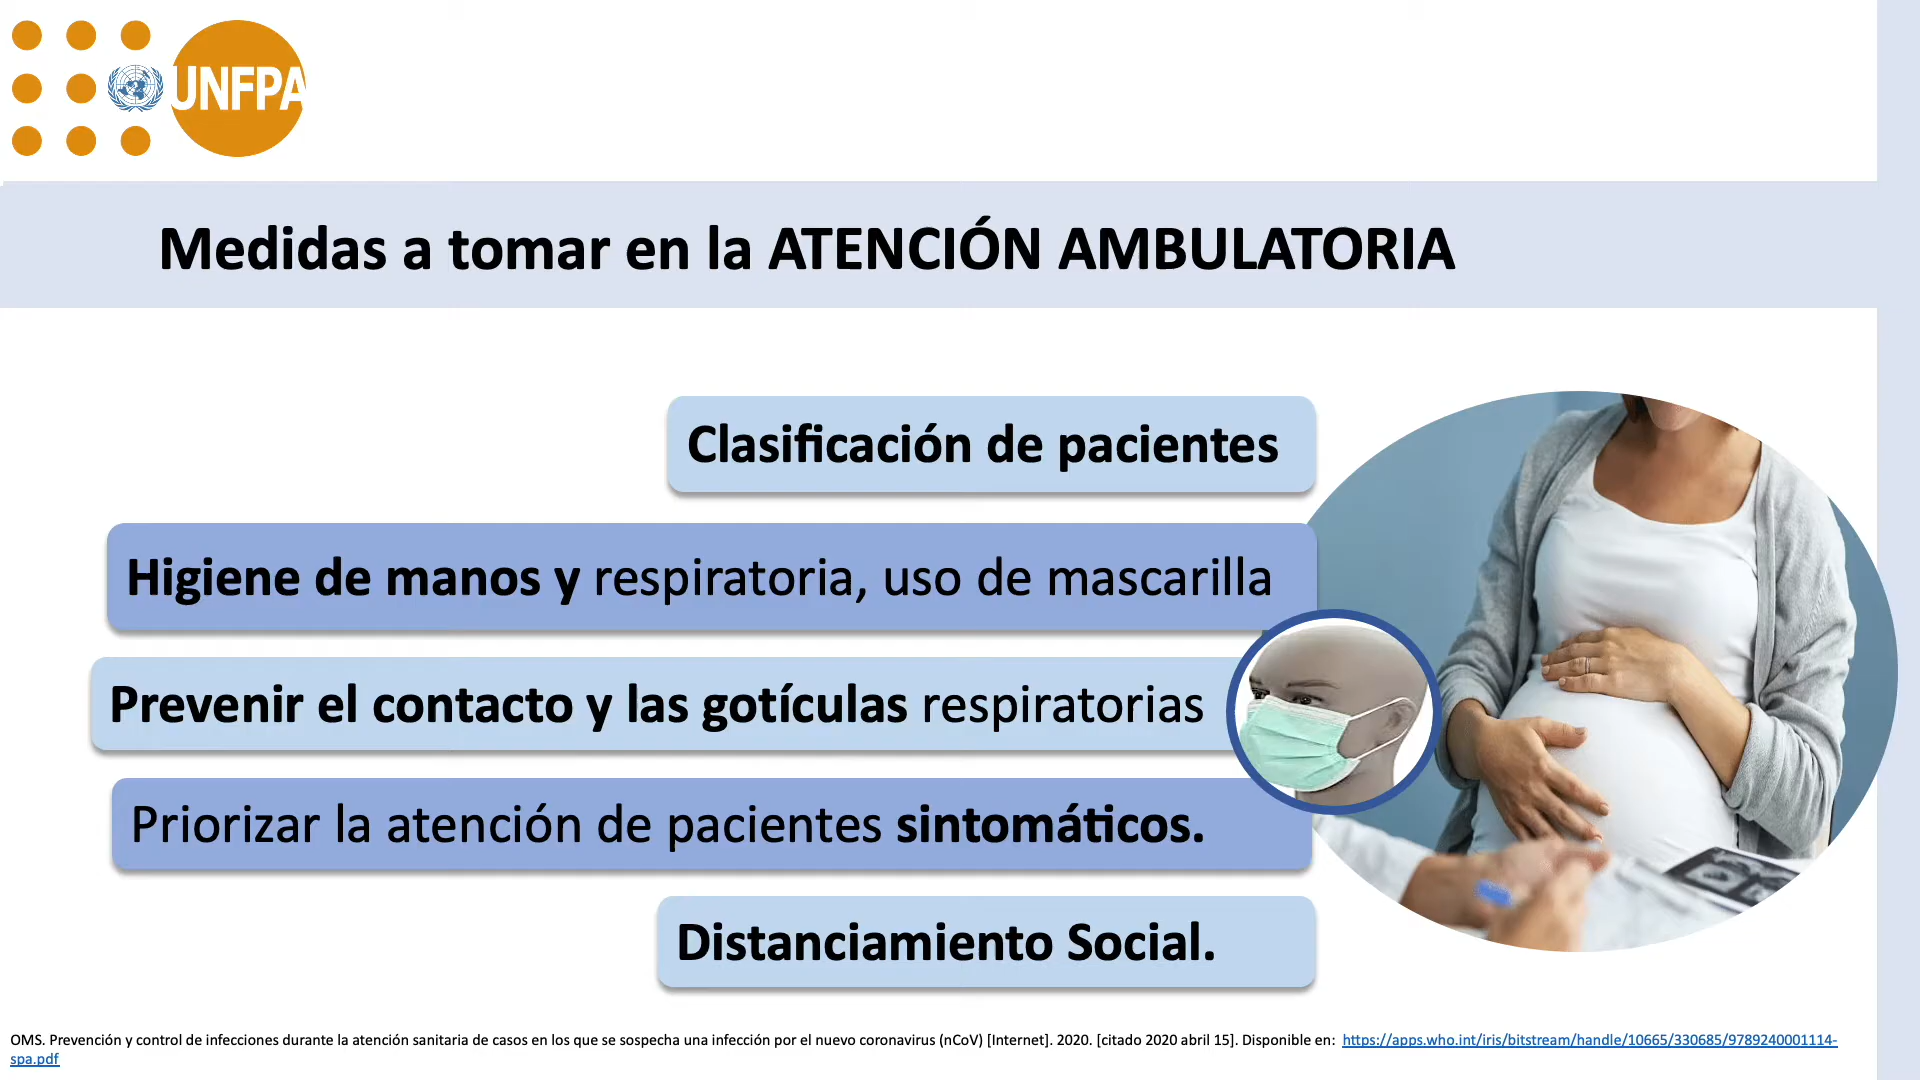 UNFPA
Medidas a tomar en la ATENCIÓN AMBULATORIA
Clasificación de pacientes
Higiene de manos y respiratoria, uso de mascarilla
Prevenir el contacto y las gotículas respiratorias
Priorizar la atención de pacientes sintomáticos.
Distanciamiento Social.
OMS. Prevención y control de infecciones durante la atención sanitaria de casos en los que se sospecha una infección por el nuevo coronavirus (nCoV) [Internet]. 2020. [citado 2020 abril 15]. Disponible en: https://apps.who.int/iris/bitstream/handle/10665/330685/9789240001114-
spa.pdf